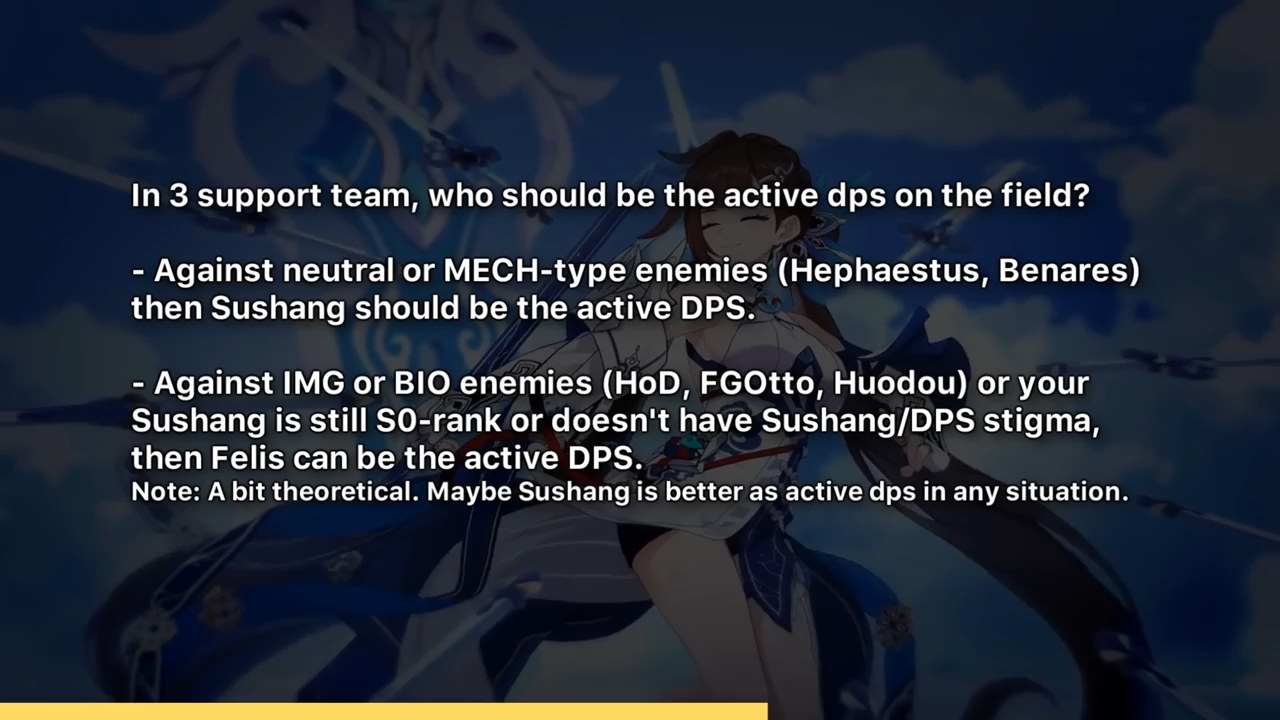 In 3 support team, who should be the active dps on the field?
- Against neutral or MECH-type enemies (Hephaestus, Benares)
then Sushang should be the active DPS.
- Against IMG or BIO enemies (HoD, FGOtto, Huodou) or your
Sushang is still S0-rank or doesn't have Sushang/DPS stigma,
then Felis can be the active DPS.
Note: A bit theoretical. Maybe Sushang is better as active dps in any situation.